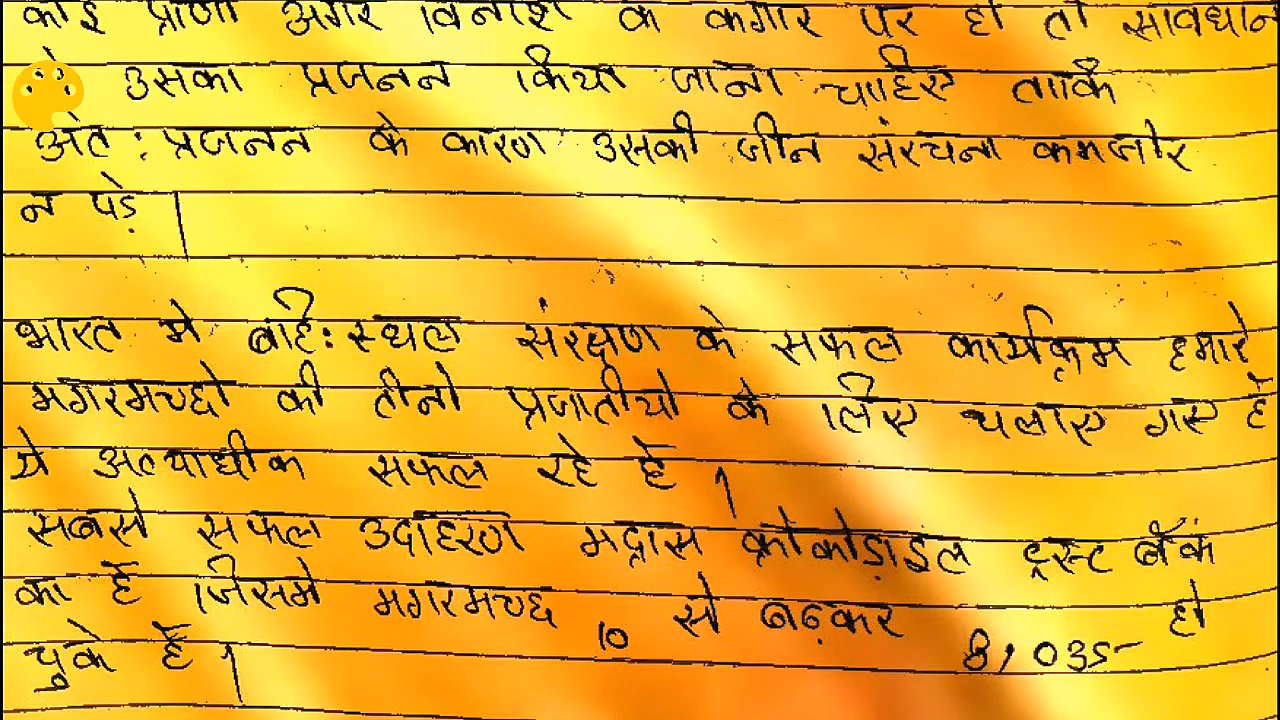 कोई प्राणी अगर विनाश के कगार पर हो तो सावधान
से उसका प्रजनन किया जाना चाहिए ताकि
अंत: प्रजनन के कारण उसकी जीन संरचना कमजोर
न पड़े |
भारत मे बाहि: स्थल संरक्षण के सफल कार्यक्रम हमारे
मगरमच्छो की तीनो प्रजातीयो के लिए चलाए गए हैं
ये अत्याधीक सफल रहे हैं |
सबसे सफल उदाहरण मद्रास क्रोकोडाइल ट्रस्ट बैंक
का हैं जिसमे मगरमच्छ 10 से बढ़कर 8,035 हो
चुके हैं |